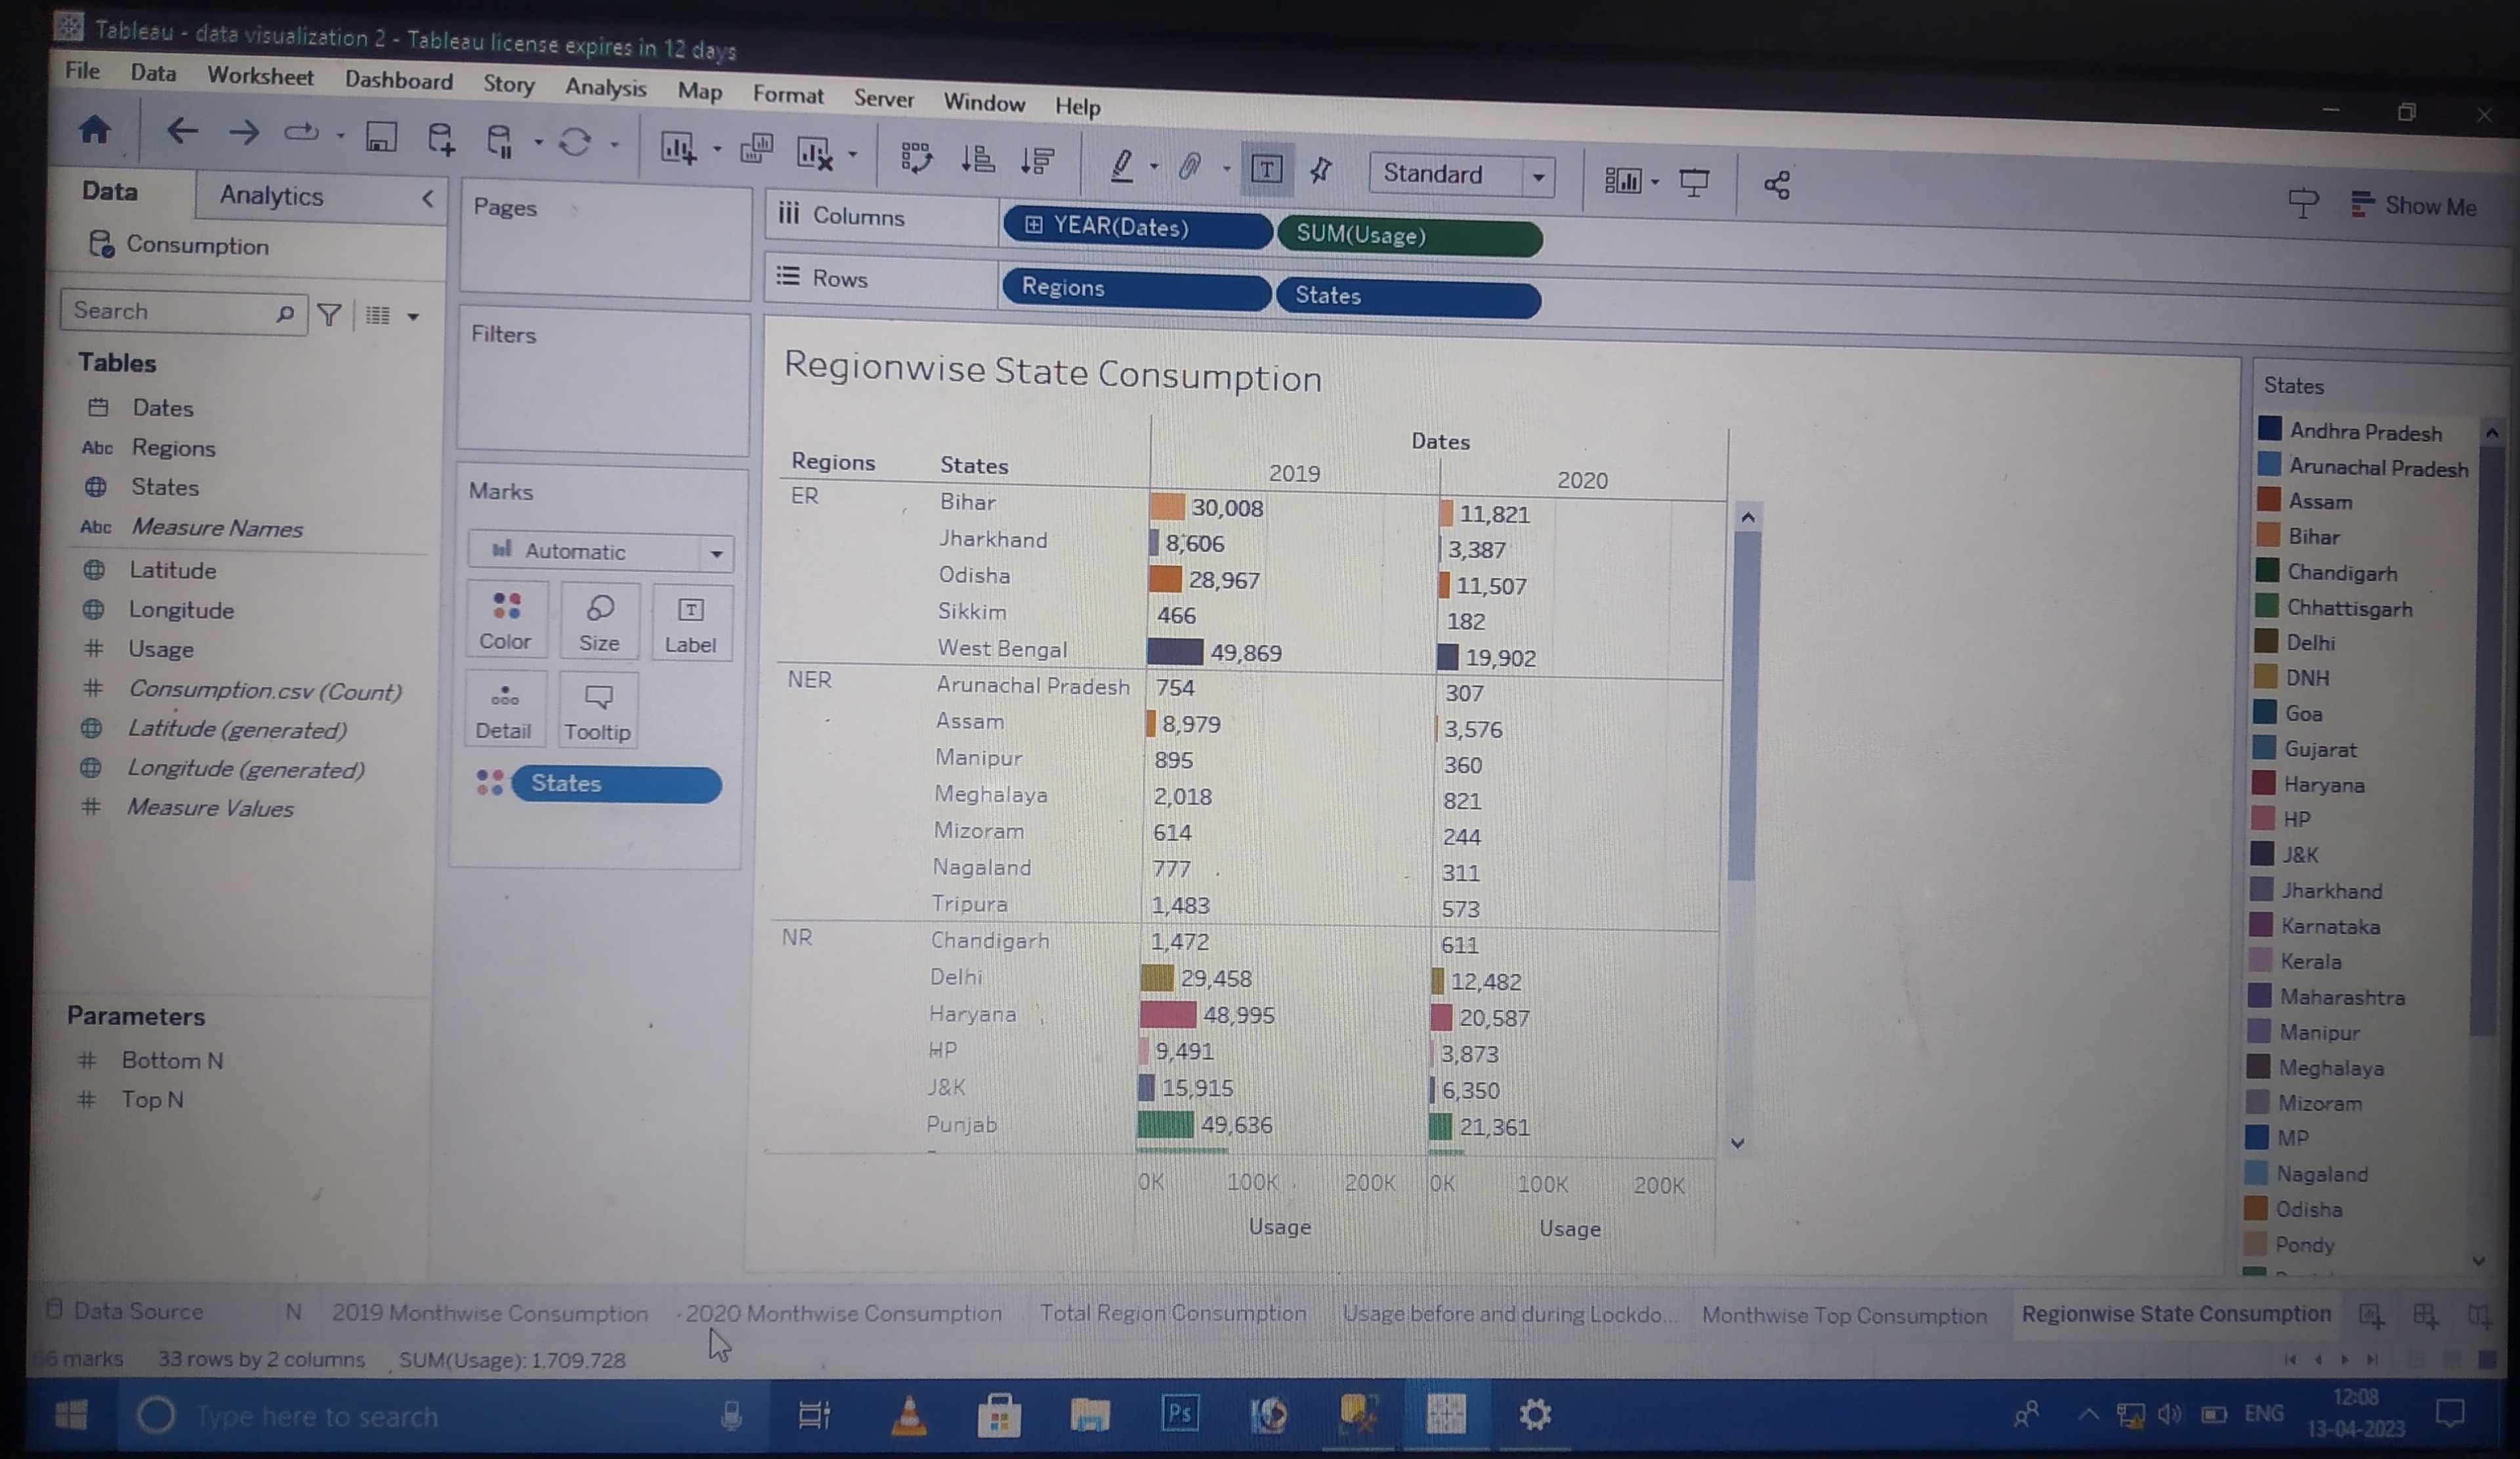 Tableau - data visualization 2 - Tableau license expires in 12 days
File Data Worksheet Dashboard Story Analysis Map Format Server Window Help
Standard
Show Me
Data Analytics
Consumption
Search
Tables
Dates
Abc Regions
States
Abc Measure Names
Latitude
Longitude
# Usage
# Consumption.csv (Count)
Latitude (generated)
Longitude (generated)
# Measure Values
Parameters
# Bottom N
# Top N
Pages
Filters
Marks
Automatic
Color Size Label
Detail Tooltip
States
Columns YEAR(Dates) SUM(Usage)
Rows Regions States
Regionwise State Consumption
Dates
Regions States 2019 2020
ER Bihar 30,008 11,821
Jharkhand 8,606 3,387
Odisha 28,967 11,507
Sikkim 466 182
West Bengal 49,869 19,902
NER Arunachal Pradesh 754 307
Assam 8,979 3,576
Manipur 895 360
Meghalaya 2,018 821
Mizoram 614 244
Nagaland 777 311
Tripura 1,483 573
NR Chandigarh 1,472 611
Delhi 29,458 12,482
Haryana 48,995 20,587
HP 9,491 3,873
J&K 15,915 6,350
Punjab 49,636 21,361
0K 100K 200K 0K 100K 200K
Usage Usage
States
Andhra Pradesh
Arunachal Pradesh
Assam
Bihar
Chandigarh
Chhattisgarh
Delhi
DNH
Goa
Gujarat
Haryana
HP
J&K
Jharkhand
Karnataka
Kerala
Maharashtra
Manipur
Meghalaya
Mizoram
MP
Nagaland
Odisha
Pondy
Data Source N 2019 Monthwise Consumption 2020 Monthwise Consumption Total Region Consumption Usage before and during Lockdo... Monthwise Top Consumption Regionwise State Consumption
marks 33 rows by 2 columns SUM(Usage): 1.709.728
Type here to search
Ps
ENG
12:08
13-04-2023